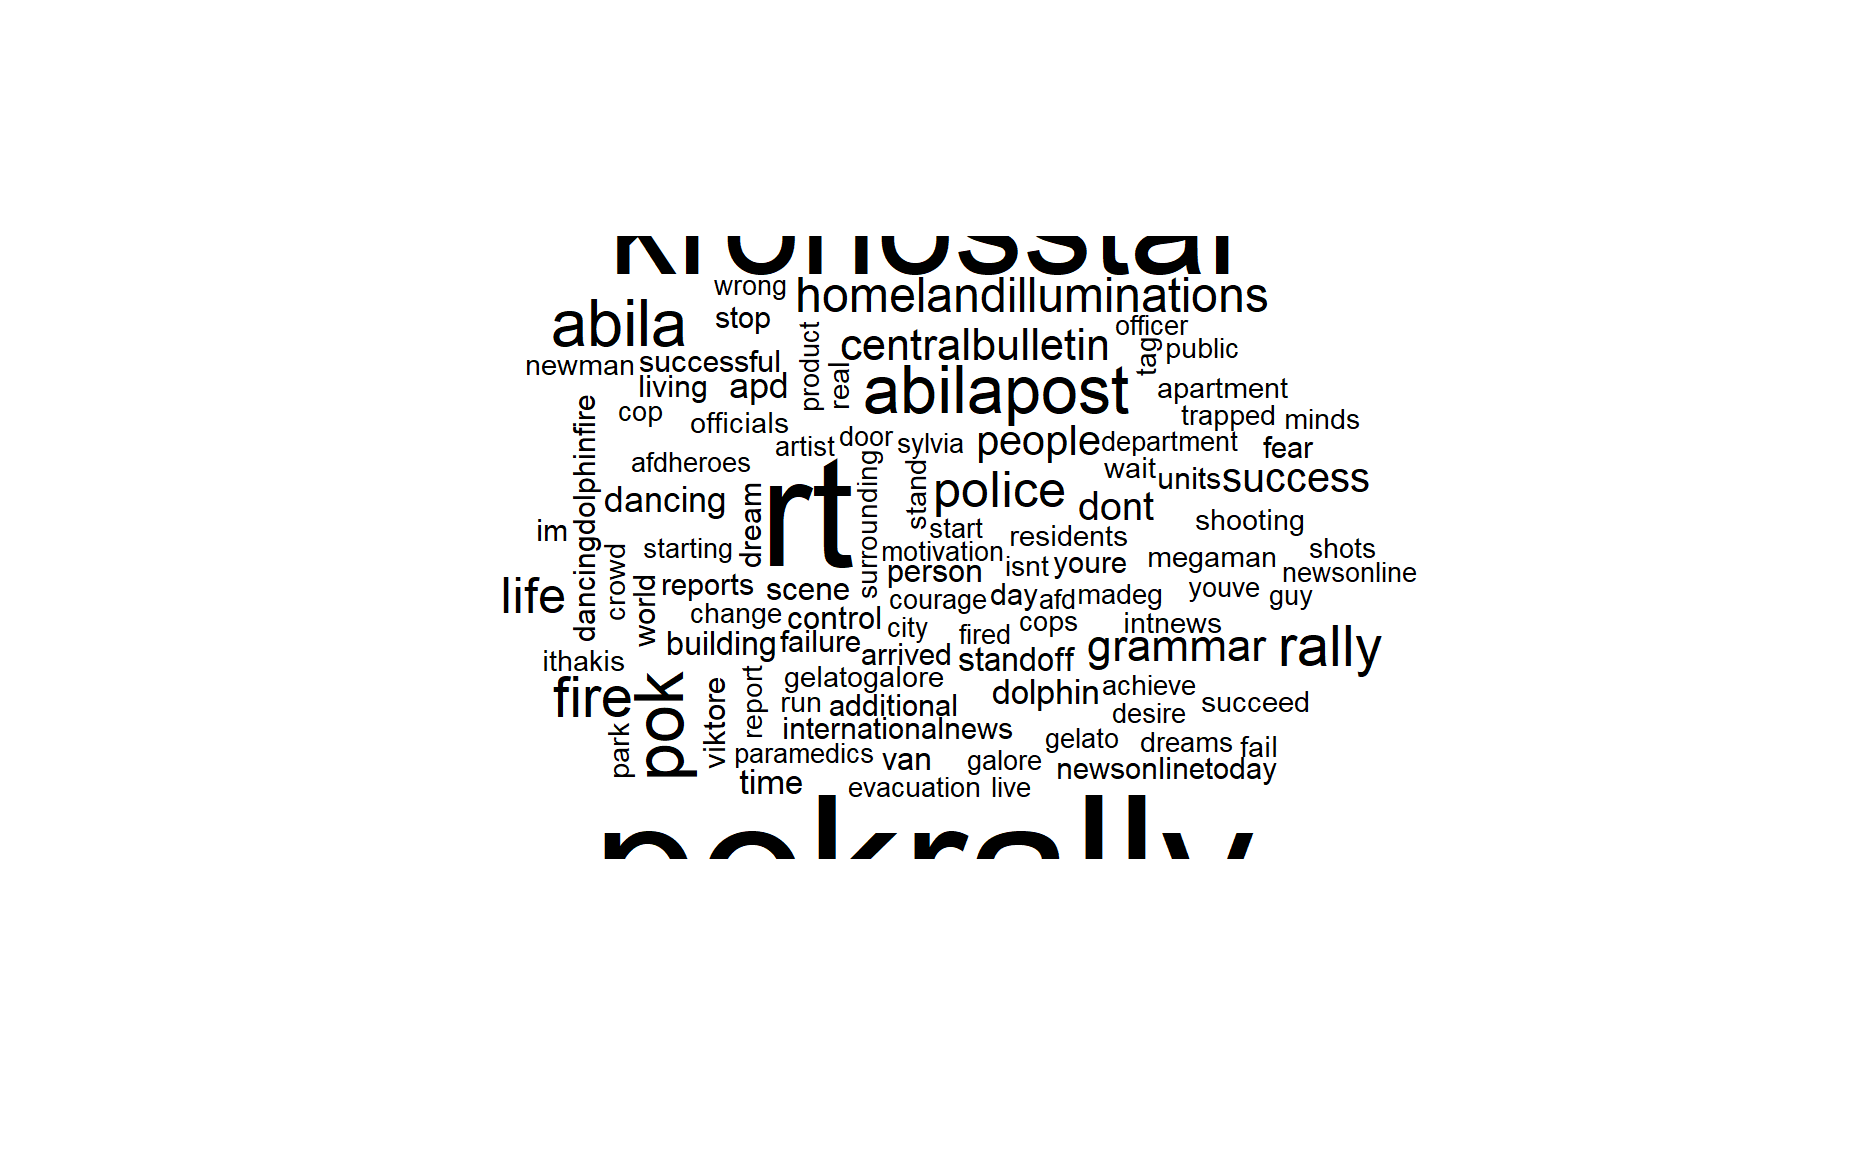 kronosstar
wrong
homelandilluminations
abila
stop
officer
product
centralbulletin
tag
public
newman
successful
real
living
apd
abilapost
apartment
cop
officials
trapped
minds
dancingdolphinfire
artist
door
sylvia
people
department
fear
afdheroes
rt
surrounding
stand
wait
units
success
dancing
dream
police
dont
shooting
im
start
residents
crowd
starting
motivation
isnt
youre
megaman
shots
newsonline
life
world
reports
scene
person
courage
day
afd
madeg
youve
guy
change
control
city
fired
cops
intnews
building
failure
arrived
standoff
grammar
rally
ithakis
fire
pok
viktore
report
gelatogalore
dolphin
achieve
run
additional
desire
succeed
park
internationalnews
gelato
dreams
fail
paramedics
van
galore
newsonlinetoday
time
evacuation
live
pokrally